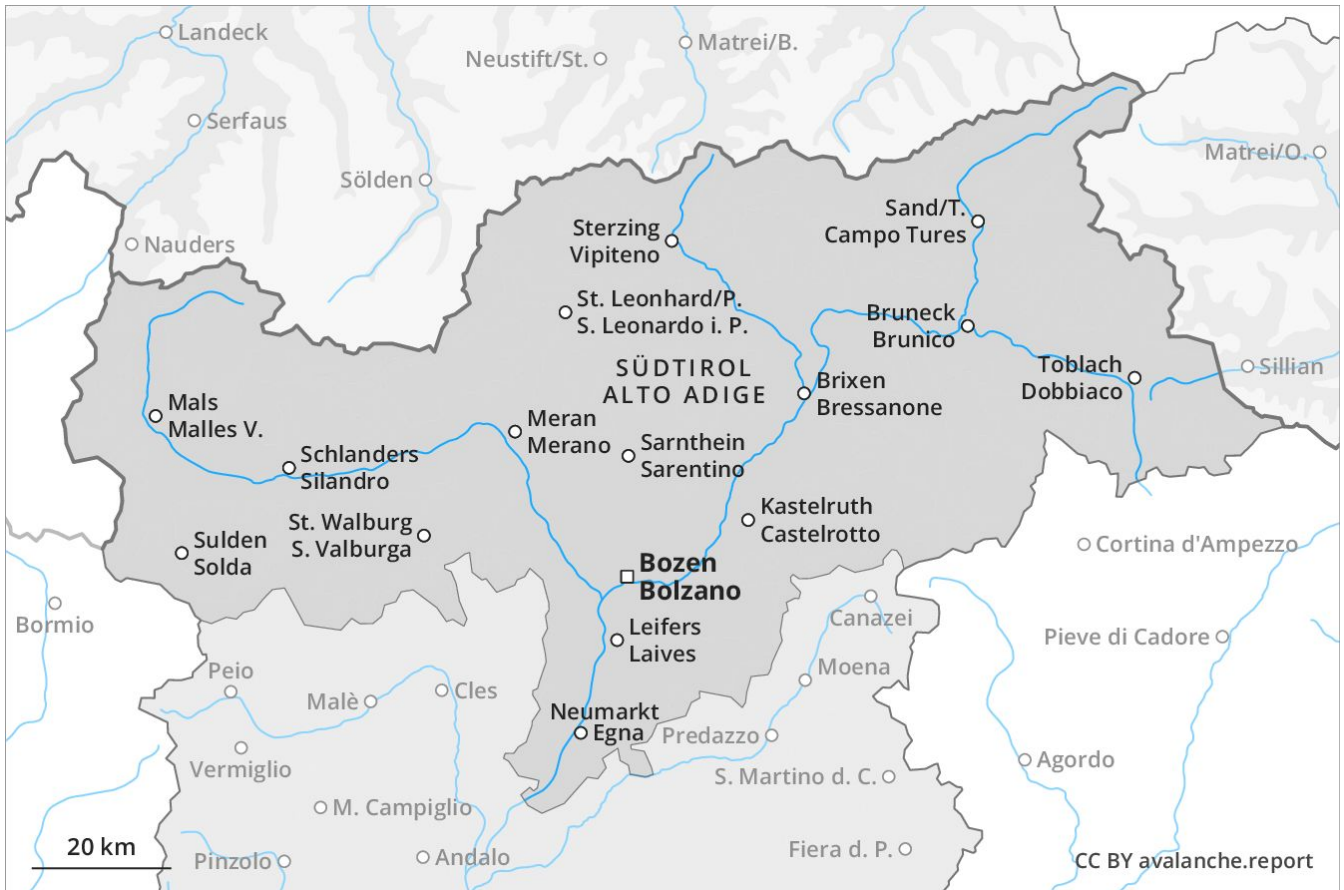 Landeck
Neustift/St.
Matrei/B.
Serfaus
Sölden
Matrei/O.
Nauders
Sand/T.
Campo Tures
Sterzing
Vipiteno
St. Leonhard/P.
S. Leonardo i. P.
Bruneck
Brunico
SÜDTIROL
ALTO ADIGE
Toblach
Dobbiaco
Sillian
Brixen
Bressanone
Mals
Malles V.
Meran
Merano
Sarnthein
Sarentino
Schlanders
Silandro
Kastelruth
Castelrotto
St. Walburg
S. Valburga
Sulden
Solda
Cortina d'Ampezzo
Bozen
Bolzano
Bormio
Leifers
Laives
Canazei
Pieve di Cadore
Peio
Moena
Malè
Cles
Neumarkt
Egna
Predazzo
Vermiglio
S. Martino d. C.
Agordo
M. Campiglio
20 km
Pinzolo
Andalo
Fiera d. P.
CC BY avalanche.report